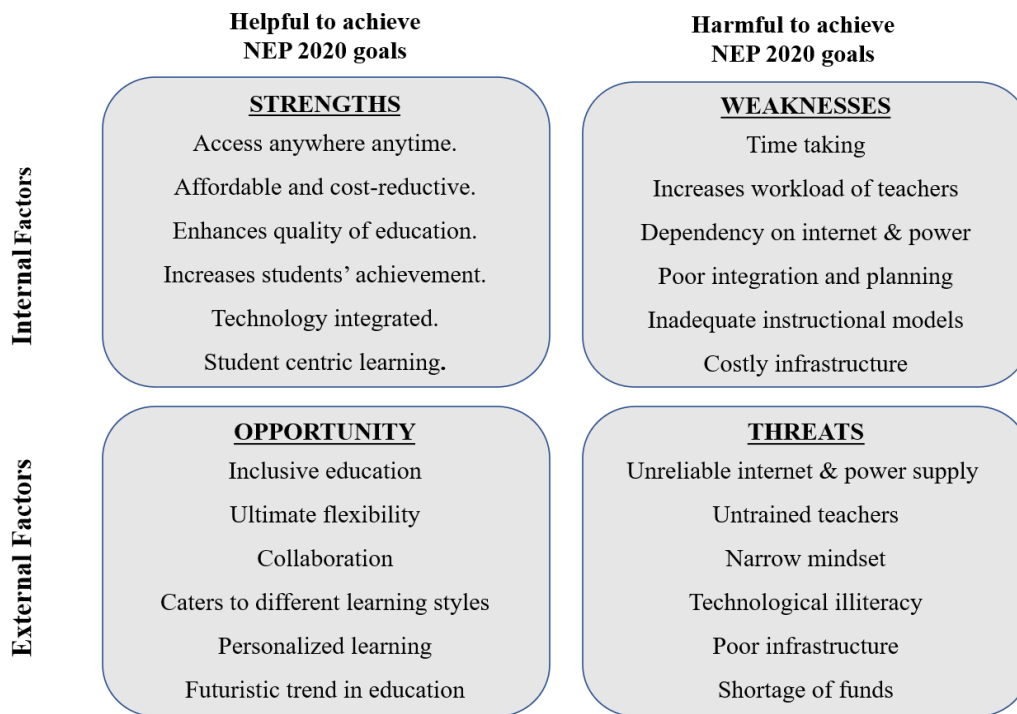 Helpful to achieve
NEP 2020 goals
Harmful to achieve
NEP 2020 goals
Internal Factors
STRENGTHS
Access anywhere anytime.
Affordable and cost-reductive.
Enhances quality of education.
Increases students’ achievement.
Technology integrated.
Student centric learning.
WEAKNESSES
Time taking
Increases workload of teachers
Dependency on internet & power
Poor integration and planning
Inadequate instructional models
Costly infrastructure
External Factors
OPPORTUNITY
Inclusive education
Ultimate flexibility
Collaboration
Caters to different learning styles
Personalized learning
Futuristic trend in education
THREATS
Unreliable internet & power supply
Untrained teachers
Narrow mindset
Technological illiteracy
Poor infrastructure
Shortage of funds